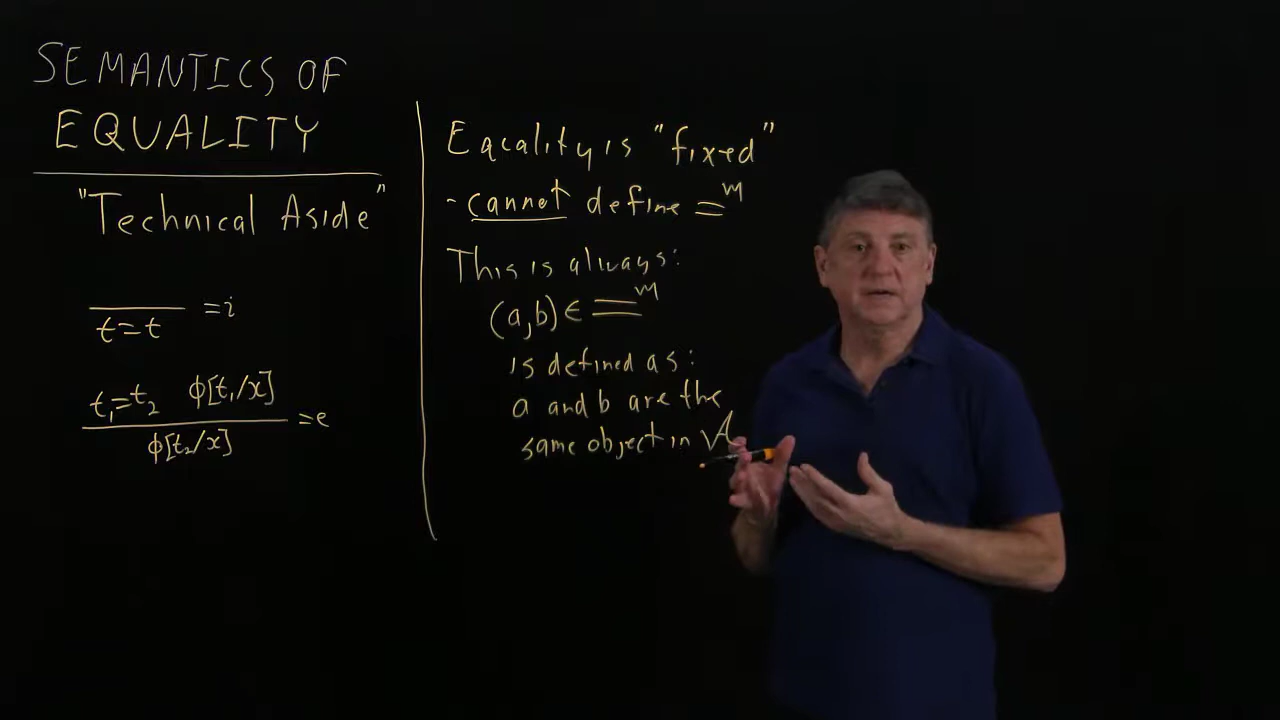 SEMANTICS OF
EQUALITY
"Technical Aside"
t=t =i
t₁=t₂ ϕ[t₁/x]
ϕ[t₂/x] =e
Eqcality is "fixed"
- cannot define =ᴹ
This is always:
(a,b) ∈ =ᴹ
is defined as:
a and b are the
same object in A